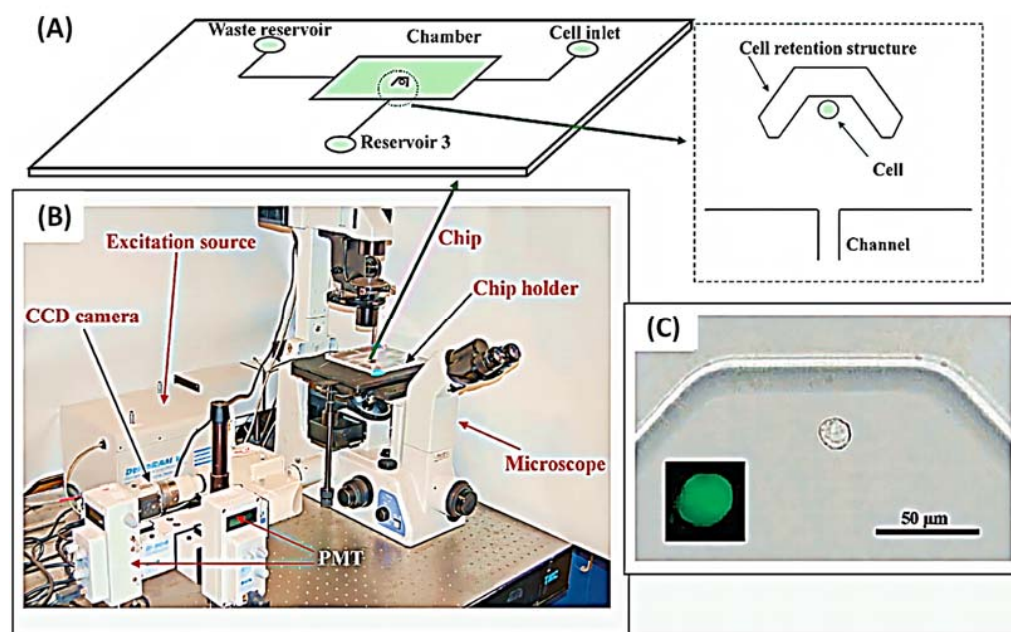 (A)
Waste reservoir
Chamber
Cell inlet
Reservoir 3
Cell retention structure
Cell
Channel
(B)
Excitation source
CCD camera
Chip
Chip holder
Microscope
PMT
(C)
50 μm